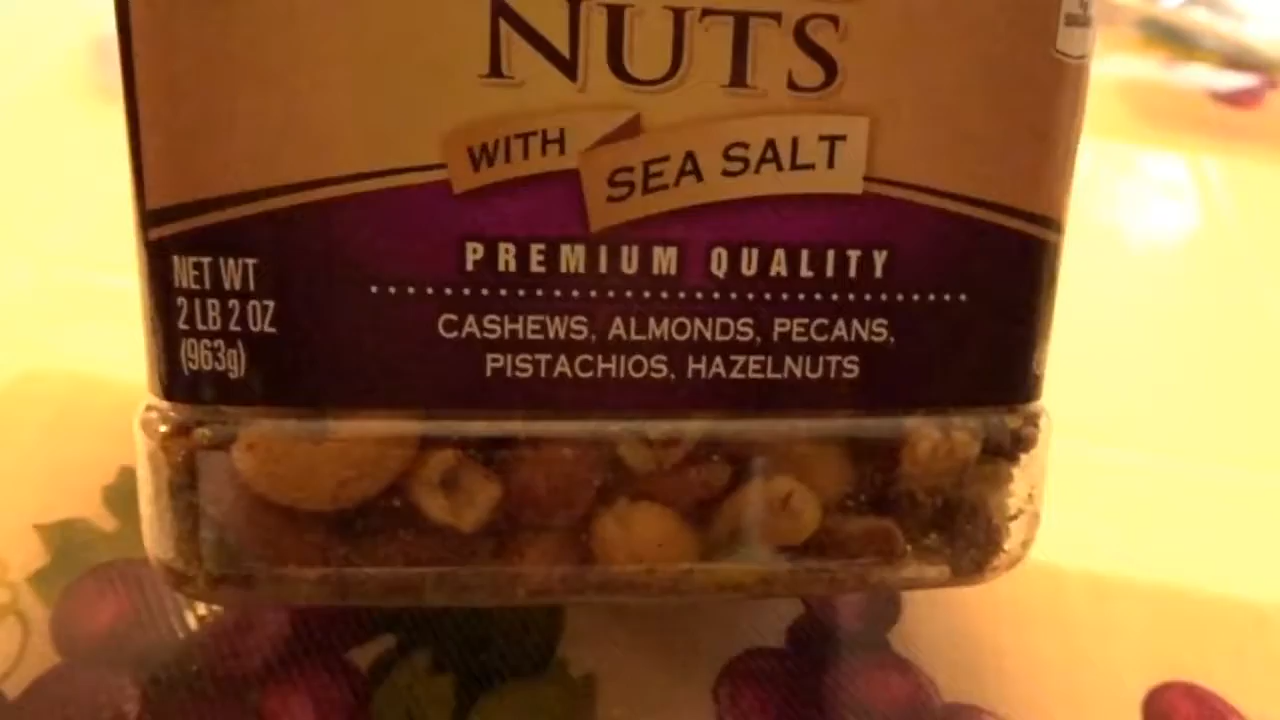 NUTS
WITH SEA SALT
PREMIUM QUALITY
NET WT
2 LB 2 OZ
(963g)
CASHEWS, ALMONDS, PECANS,
PISTACHIOS, HAZELNUTS